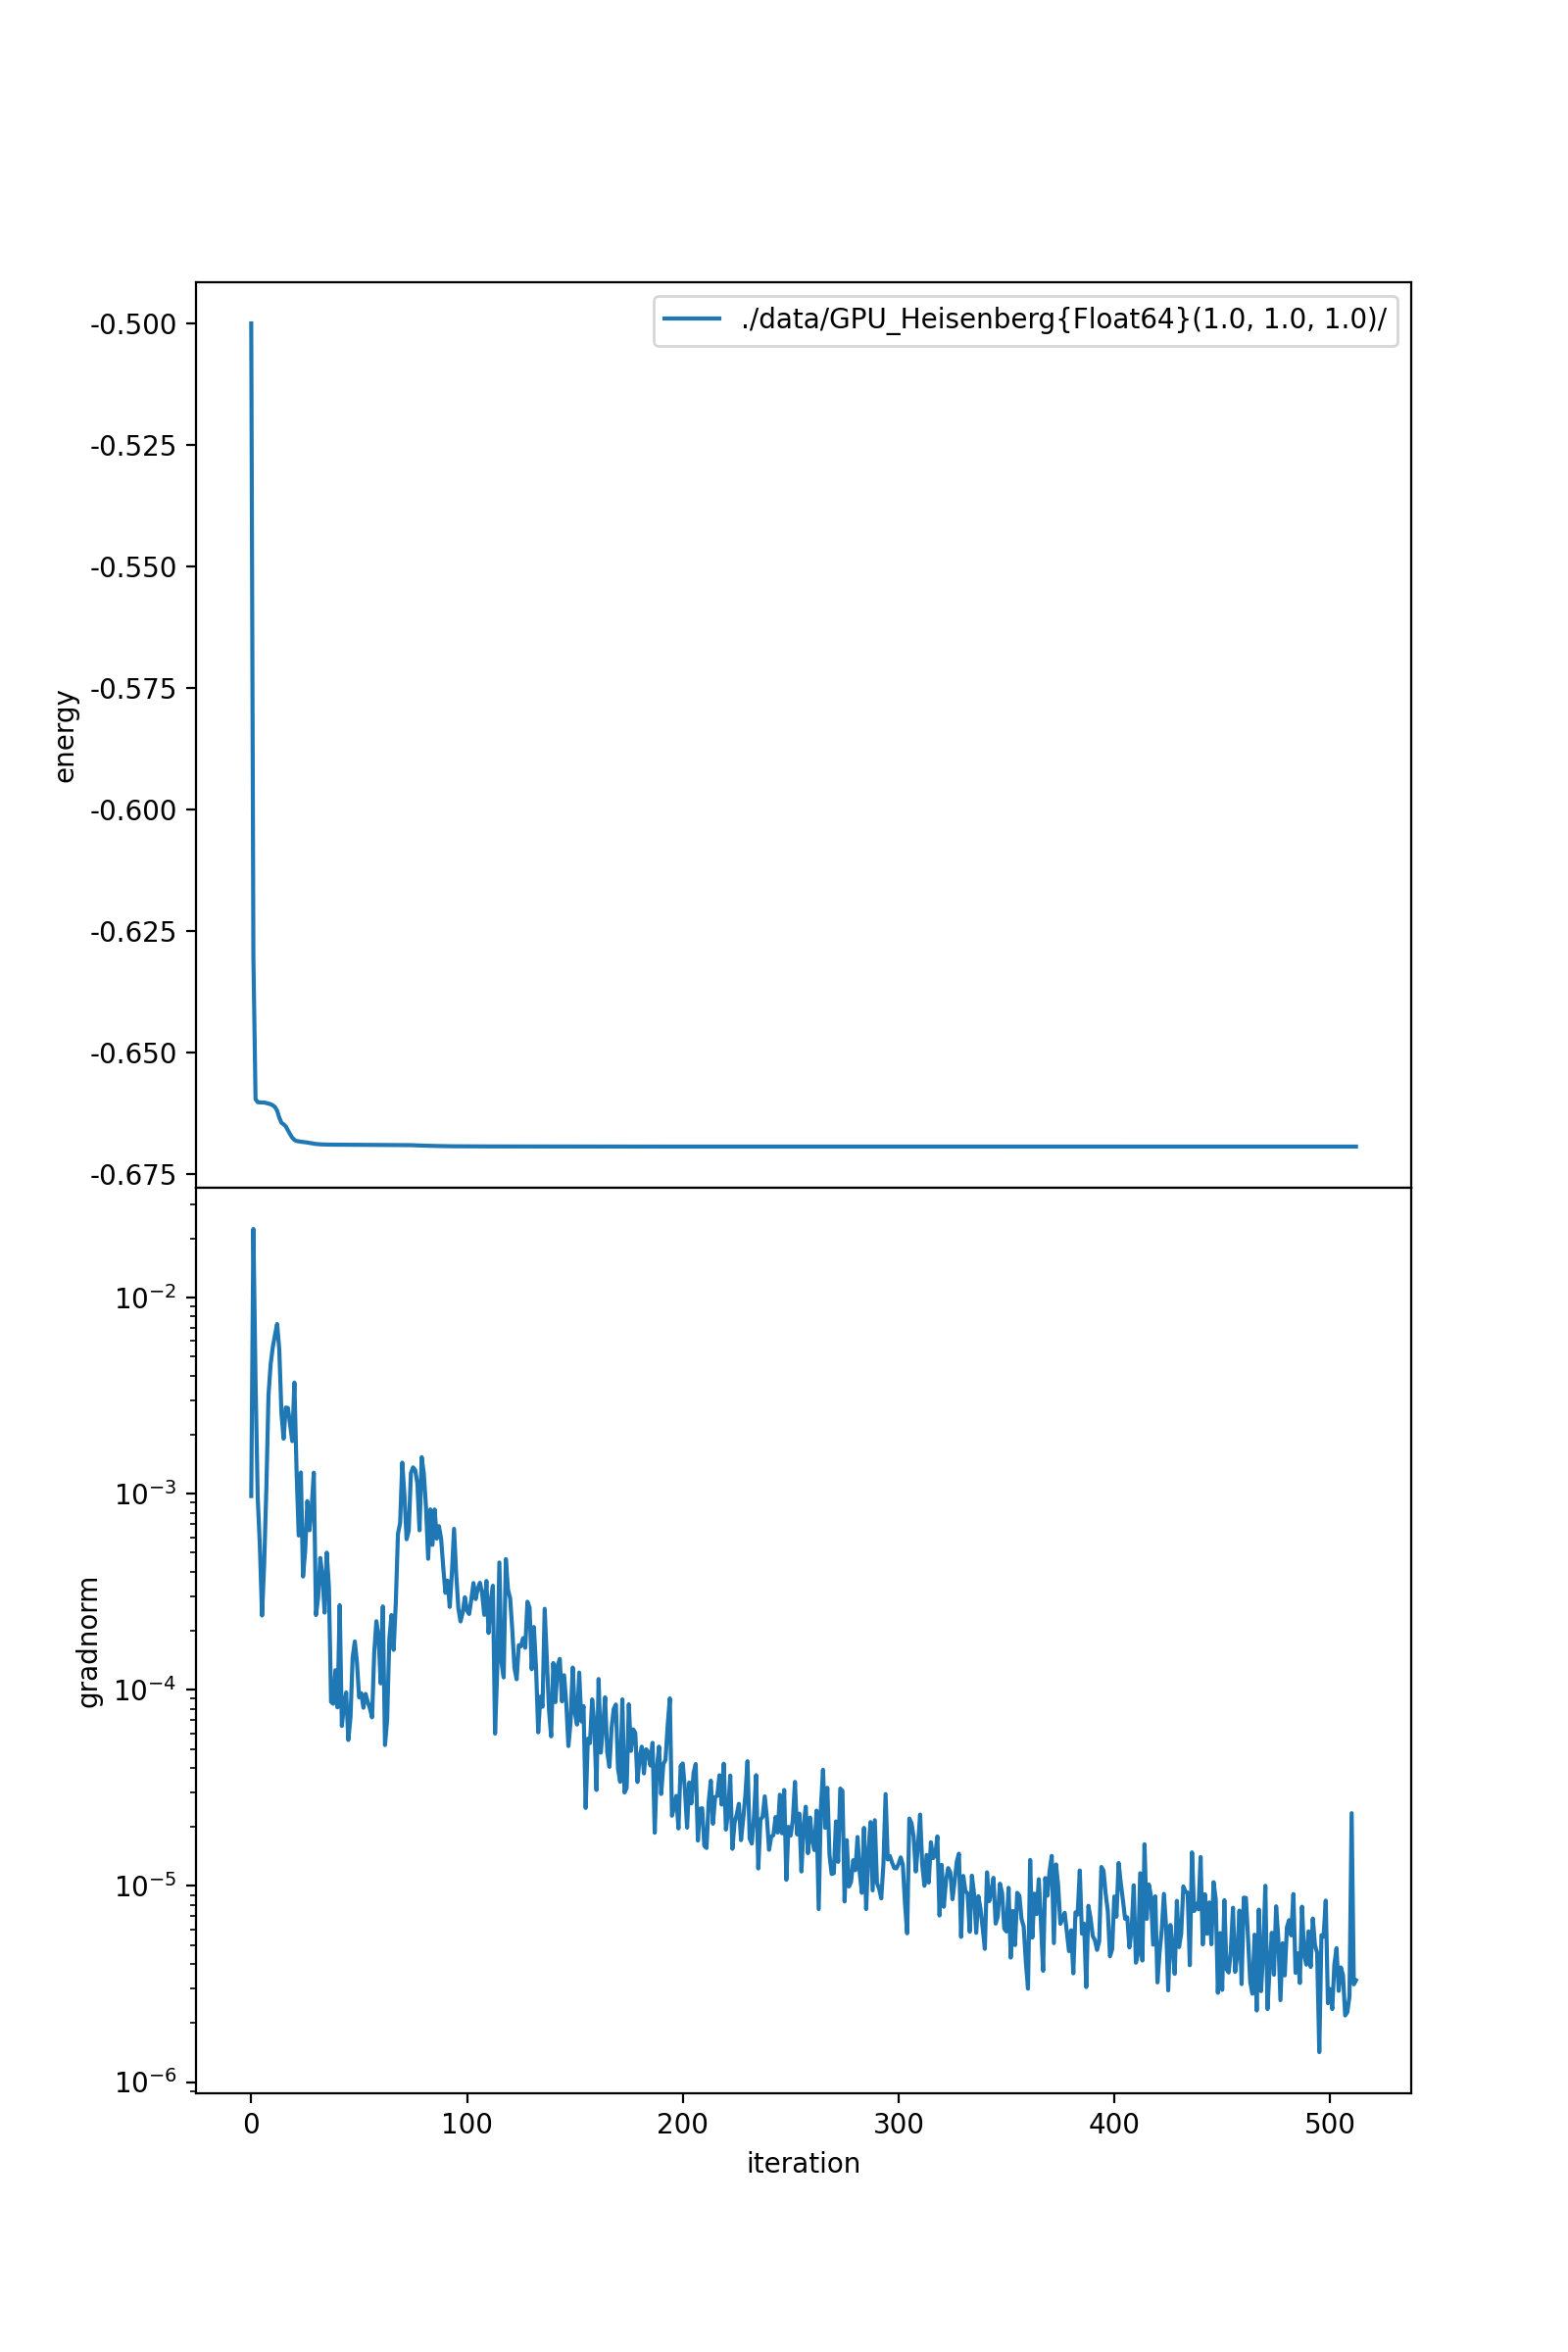 ./data/GPU_Heisenberg{Float64}(1.0, 1.0, 1.0)/
-0.500
-0.525
-0.550
-0.575
-0.600
-0.625
-0.650
-0.675
energy
10⁻²
10⁻³
10⁻⁴
10⁻⁵
10⁻⁶
gradnorm
0 100 200 300 400 500
iteration